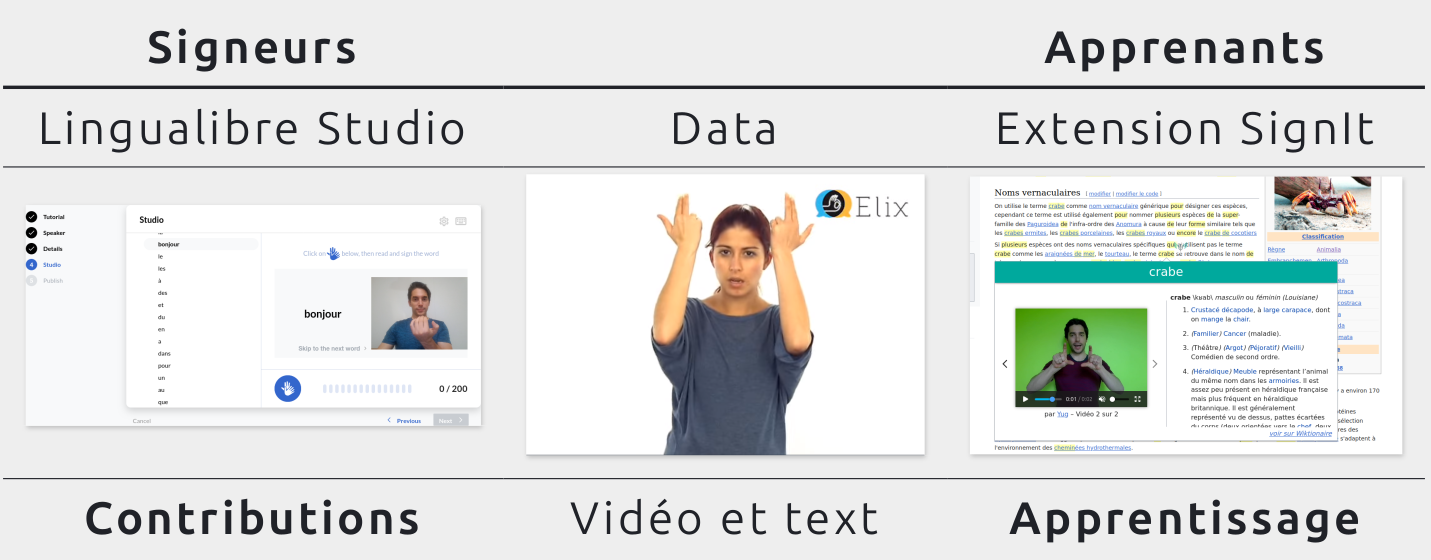 Signeurs
Apprenants
Lingualibre Studio
Data
Extension SignIt
Tutorial
Speaker
Details
4 Studio
Publish
Studio
bonjour
le
les
à
des
et
du
en
a
dans
pour
un
au
que
Click on below, then read and sign the word
bonjour
Skip to the next word
0 / 200
Cancel
Previous
Next
Elix
Noms vernaculaires [ modifier | modifier le code ]
On utilise le terme crabe comme nom vernaculaire générique pour désigner ces espèces,
cependant ce terme est utilisé également pour nommer plusieurs espèces de la super-
famille des Paguroidea de l'infra-ordre des Anomura à cause de leur forme similaire tels que
les crabes ermites, les crabes porcelaines, les crabes royaux ou encore le crabe de cocotiers
Si plusieurs espèces ont des noms vernaculaires spécifiques qui utilisent pas le terme
crabe comme les araignées de mer, le tourteau, le terme crabe se retrouve dans le nom de
Classification
Règne Animalia
Embranchement Arthropoda
crabe
crabe \kʁabl\ masculin ou féminin (Louisiane)
1. Crustacé décapode, à large carapace, dont
on mange la chair.
2. (Familier) Cancer (maladie).
3. (Théâtre) (Argot) (Péjoratif) (Vieilli)
Comédien de second ordre.
4. (Héraldique) Meuble représentant l'animal
du même nom dans les armoiries. Il est
assez peu présent en héraldique française
mais plus fréquent en héraldique
britannique. Il est généralement
représenté vu de dessus, pattes écartées
du corps (deux orientées vers le chef, deux
0:01 / 0:02
par Yug – Vidéo 2 sur 2
voir sur Wiktionaire
a environ 170
sélection
s'adaptent à
l'environnement des cheminées hydrothermales.
Contributions
Vidéo et text
Apprentissage